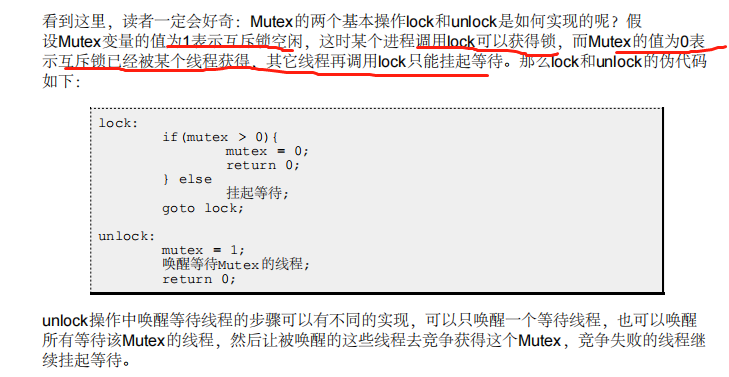 看到这里，读者一定会好奇：Mutex的两个基本操作lock和unlock是如何实现的呢？假
设Mutex变量的值为1表示互斥锁空闲，这时某个进程调用lock可以获得锁，而Mutex的值为0表
示互斥锁已经被某个线程获得，其它线程再调用lock只能挂起等待。那么lock和unlock的伪代码
如下：
lock:
if(mutex > 0){
mutex = 0;
return 0;
} else
挂起等待;
goto lock;
unlock:
mutex = 1;
唤醒等待Mutex的线程;
return 0;
unlock操作中唤醒等待线程的步骤可以有不同的实现，可以只唤醒一个等待线程，也可以唤醒
所有等待该Mutex的线程，然后让被唤醒的这些线程去竞争获得这个Mutex，竞争失败的线程继
续挂起等待。